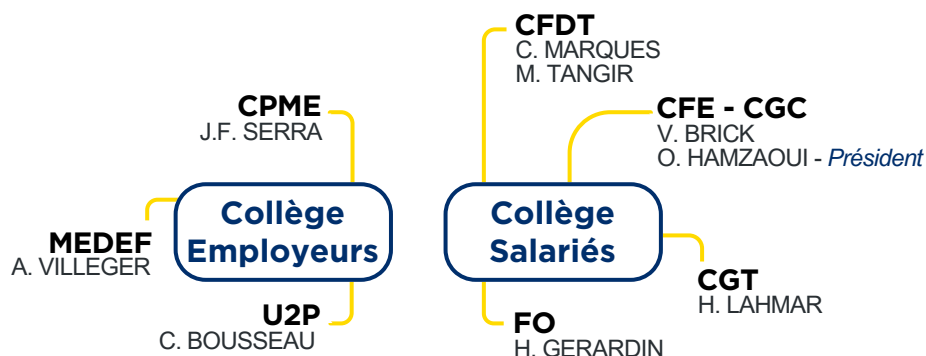 CPME
J.F. SERRA
MEDEF
A. VILLEGER
Collège
Employeurs
U2P
C. BOUSSEAU
CFDT
C. MARQUES
M. TANGIR
CFE - CGC
V. BRICK
O. HAMZAOUI - Président
Collège
Salariés
CGT
H. LAHMAR
FO
H. GERARDIN